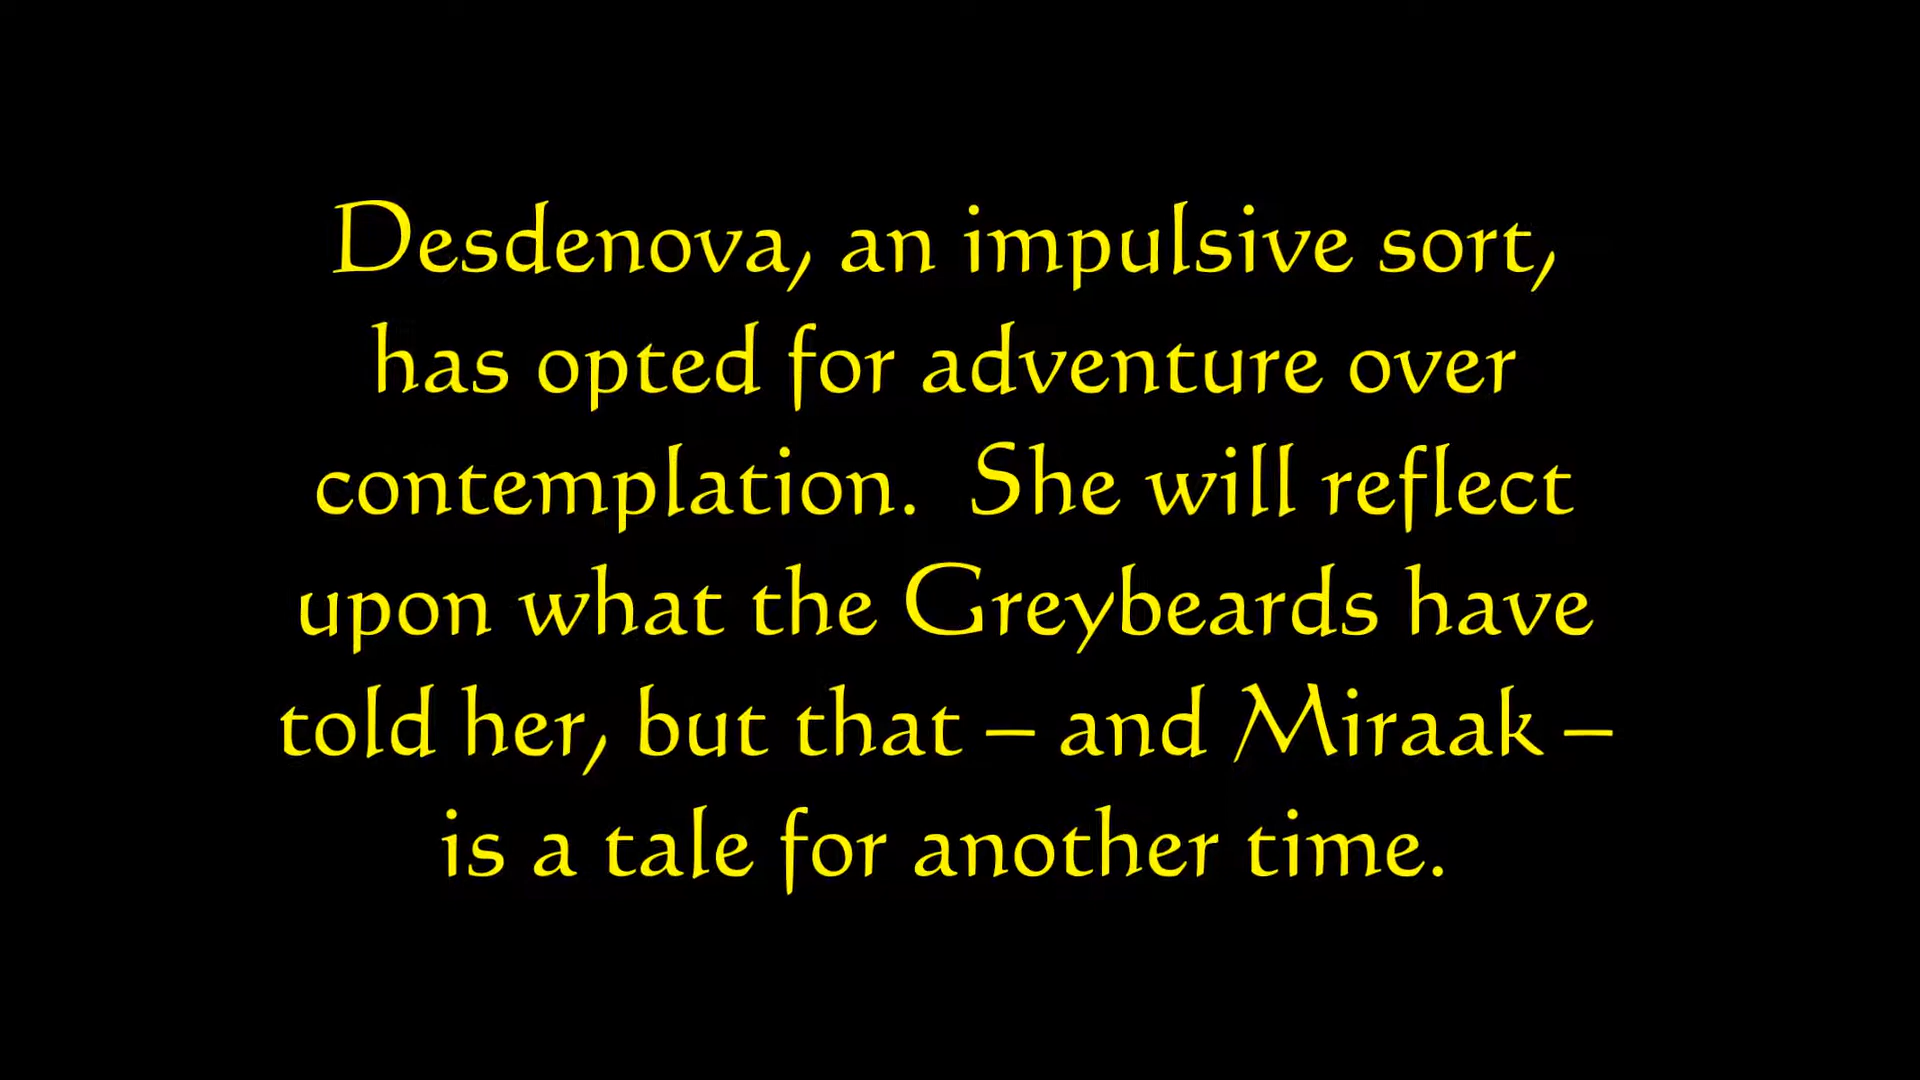 Desdenova, an impulsive sort,
has opted for adventure over
contemplation.  She will reflect
upon what the Greybeards have
told her, but that – and Miraak –
is a tale for another time.